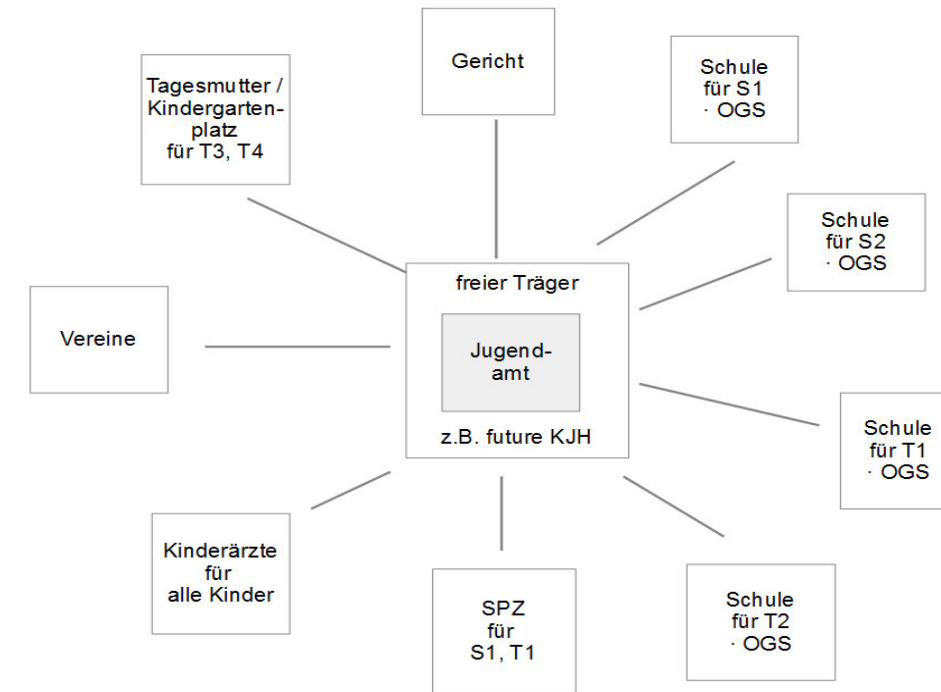 Gericht
Tagesmutter /
Kindergarten-
platz
für T3, T4
Schule
für S1
· OGS
Schule
für S2
· OGS
freier Träger
Jugend-
amt
z.B. future KJH
Vereine
Schule
für T1
· OGS
Kinderärzte
für
alle Kinder
SPZ
für
S1, T1
Schule
für T2
· OGS